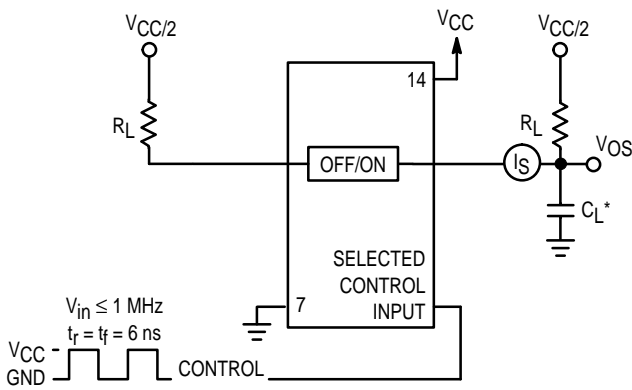 VCC/2
VCC
VCC/2
14
RL
RL
VOS
OFF/ON
IS
CL*
SELECTED
CONTROL
INPUT
7
Vin ≤ 1 MHz
tr = tf = 6 ns
VCC
GND
CONTROL